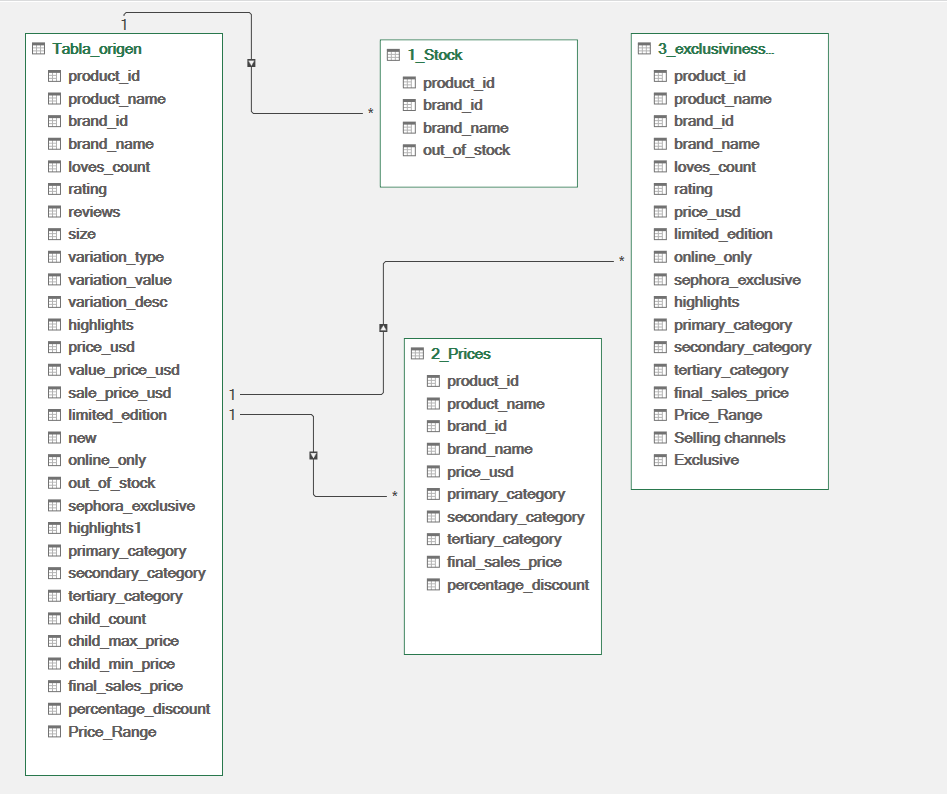 1
Tabla_origen
product_id
product_name
brand_id
brand_name
loves_count
rating
reviews
size
variation_type
variation_value
variation_desc
highlights
price_usd
value_price_usd
sale_price_usd
limited_edition
new
online_only
out_of_stock
sephora_exclusive
highlights1
primary_category
secondary_category
tertiary_category
child_count
child_max_price
child_min_price
final_sales_price
percentage_discount
Price_Range
1
1
*
1_Stock
product_id
brand_id
brand_name
out_of_stock
*
2_Prices
product_id
product_name
brand_id
brand_name
price_usd
primary_category
secondary_category
tertiary_category
final_sales_price
percentage_discount
*
3_exclusiviness...
product_id
product_name
brand_id
brand_name
loves_count
rating
price_usd
limited_edition
online_only
sephora_exclusive
highlights
primary_category
secondary_category
tertiary_category
final_sales_price
Price_Range
Selling channels
Exclusive